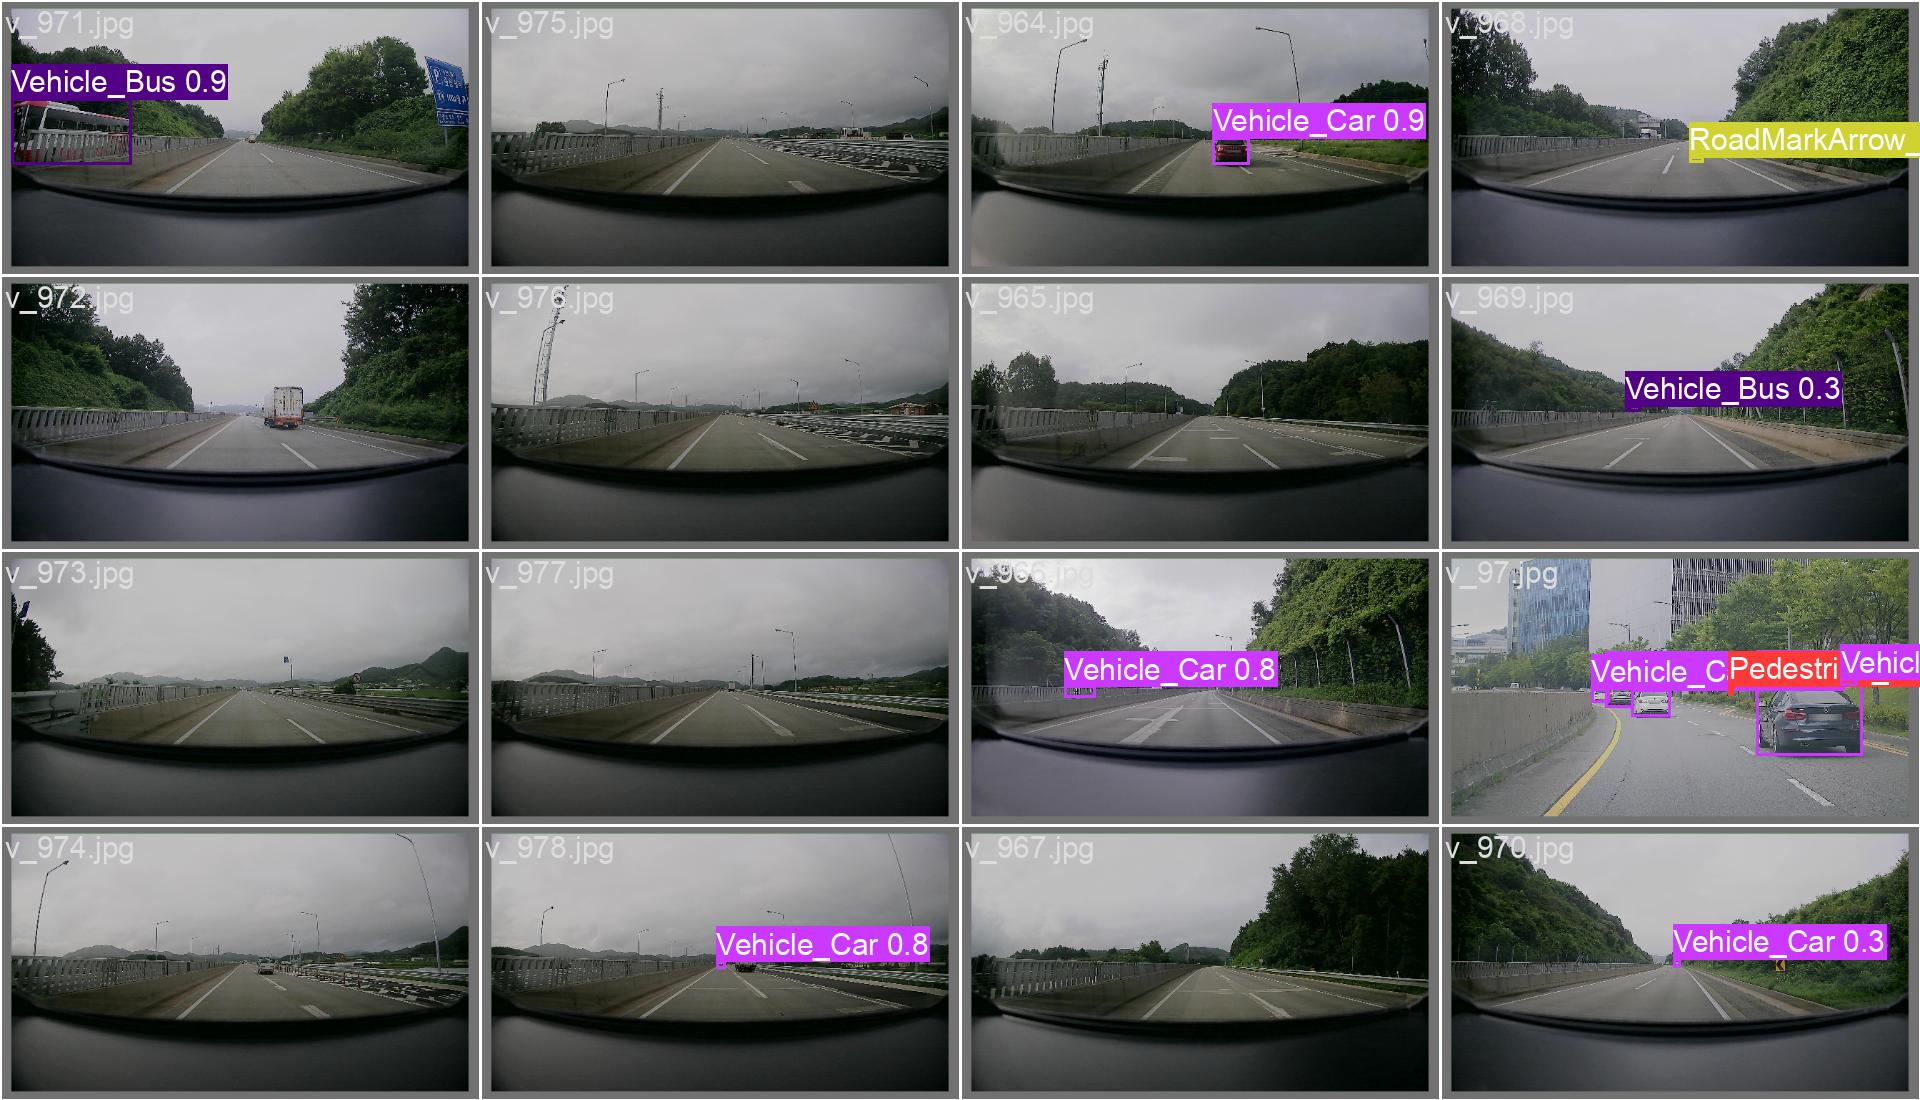 v_971.jpg
v_975.jpg
v_964.jpg
v_968.jpg
Vehicle_Bus 0.9
Vehicle_Car 0.9
RoadMarkArrow_
v_972.jpg
v_976.jpg
v_965.jpg
v_969.jpg
Vehicle_Bus 0.3
v_973.jpg
v_977.jpg
v_966.jpg
v_97.jpg
Vehicle_Car 0.8
Vehicle_C
Pedestri
Vehicl
v_974.jpg
v_978.jpg
v_967.jpg
v_970.jpg
Vehicle_Car 0.8
Vehicle_Car 0.3